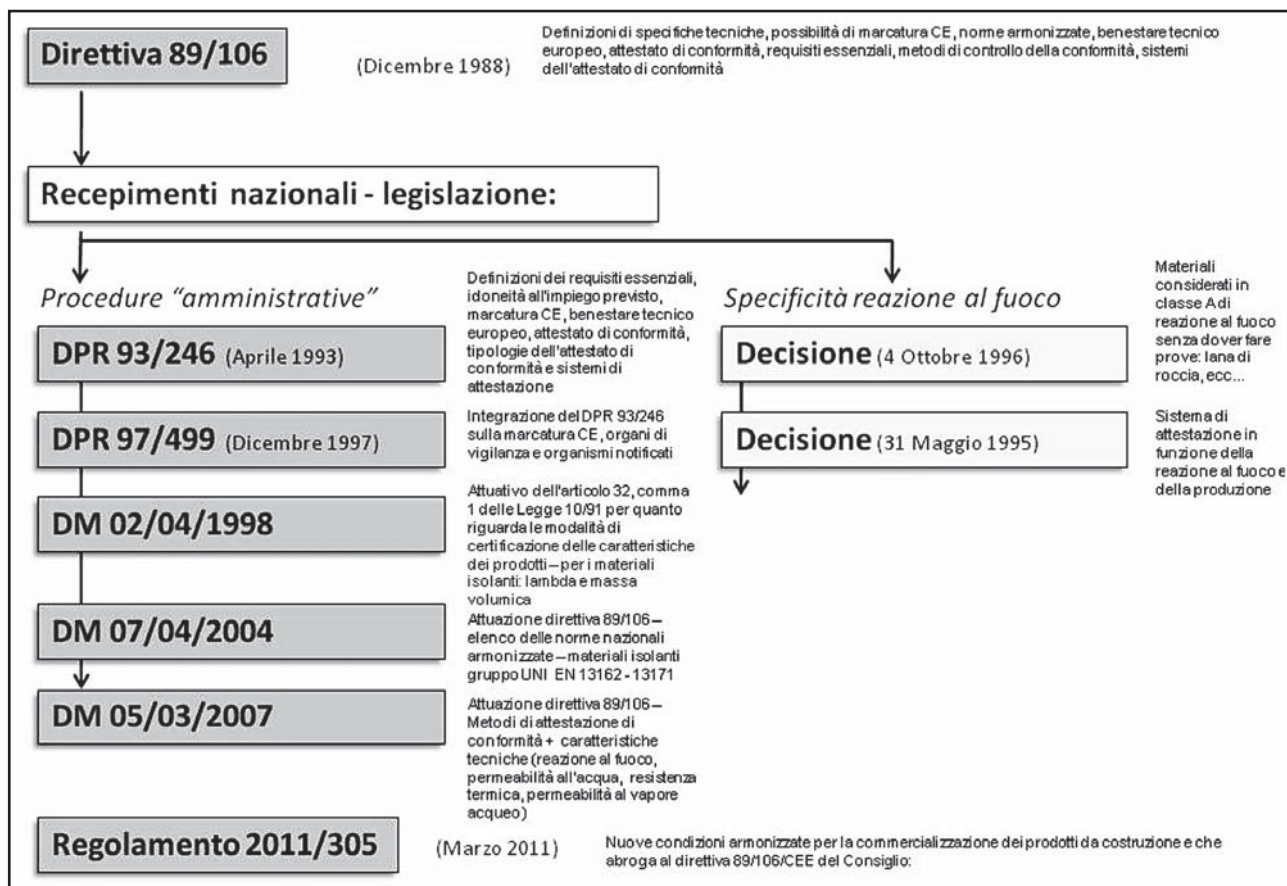 Direttiva 89/106
(Dicembre 1988)
Definizioni di specifiche tecniche, possibilità di marcatura CE, norme armonizzate, benestare tecnico
europeo, attestato di conformità, requisiti essenziali, metodi di controllo della conformità, sistemi
dell'attestato di conformità
Recepimenti nazionali - legislazione:
Procedure “amministrative”
DPR 93/246 (Aprile 1993)
Definizioni dei requisiti essenziali,
idoneità all'impiego previsto,
marcatura CE, benestare tecnico
europeo, attestato di conformità,
tipologie dell'attestato di
conformità e sistemi di
attestazione
DPR 97/499 (Dicembre 1997)
Integrazione del DPR 93/246
sulla marcatura CE, organi di
vigilanza e organismi notificati
DM 02/04/1998
Attuativo dell'articolo 32, comma
1 delle Legge 10/91 per quanto
riguarda le modalità di
certificazione delle caratteristiche
dei prodotti – per i materiali
isolanti: lambda e massa
volumica
DM 07/04/2004
Attuazione direttiva 89/106 –
elenco delle norme nazionali
armonizzate – materiali isolanti
gruppo UNI EN 13162 - 13171
DM 05/03/2007
Attuazione direttiva 89/106 –
Metodi di attestazione di
conformità + caratteristiche
tecniche (reazione al fuoco,
permeabilità all'acqua, resistenza
termica, permeabilità al vapore
acqueo)
Specificità reazione al fuoco
Decisione (4 Ottobre 1996)
Materiali
considerati in
classe A di
reazione al fuoco
senza dover fare
prove: lana di
roccia, ecc...
Decisione (31 Maggio 1995)
Sistema di
attestazione in
funzione della
reazione al fuoco e
della produzione
Regolamento 2011/305
(Marzo 2011)
Nuove condizioni armonizzate per la commercializzazione dei prodotti da costruzione e che
abroga al direttiva 89/106/CEE del Consiglio: